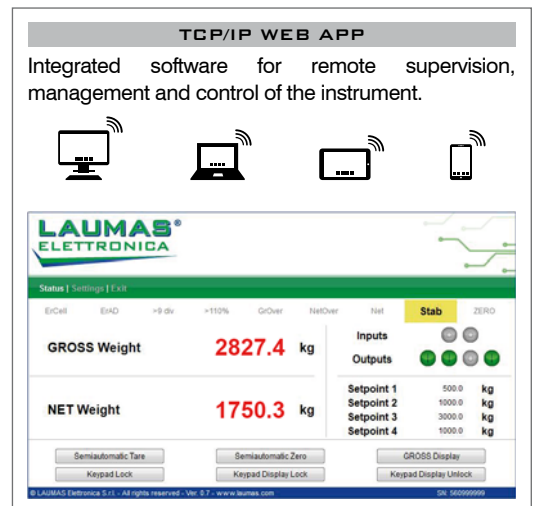 TCP/IP WEB APP
Integrated software for remote supervision,
management and control of the instrument.
LAUMAS®
ELETTRONICA
Status | Settings | Exit
ErCell ErAD >9 div >110% GrOver NetOver Net Stab ZERO
GROSS Weight 2827.4 kg
Inputs
Outputs
NET Weight 1750.3 kg
Setpoint 1 500.0 kg
Setpoint 2 1000.0 kg
Setpoint 3 3000.0 kg
Setpoint 4 1000.0 kg
Semiautomatic Tare Semiautomatic Zero GROSS Display
Keypad Lock Keypad Display Lock Keypad Display Unlock
© LAUMAS Elettronica S.r.l. - All rights reserved - Ver. 0.7 - www.laumas.com SN: 560999999